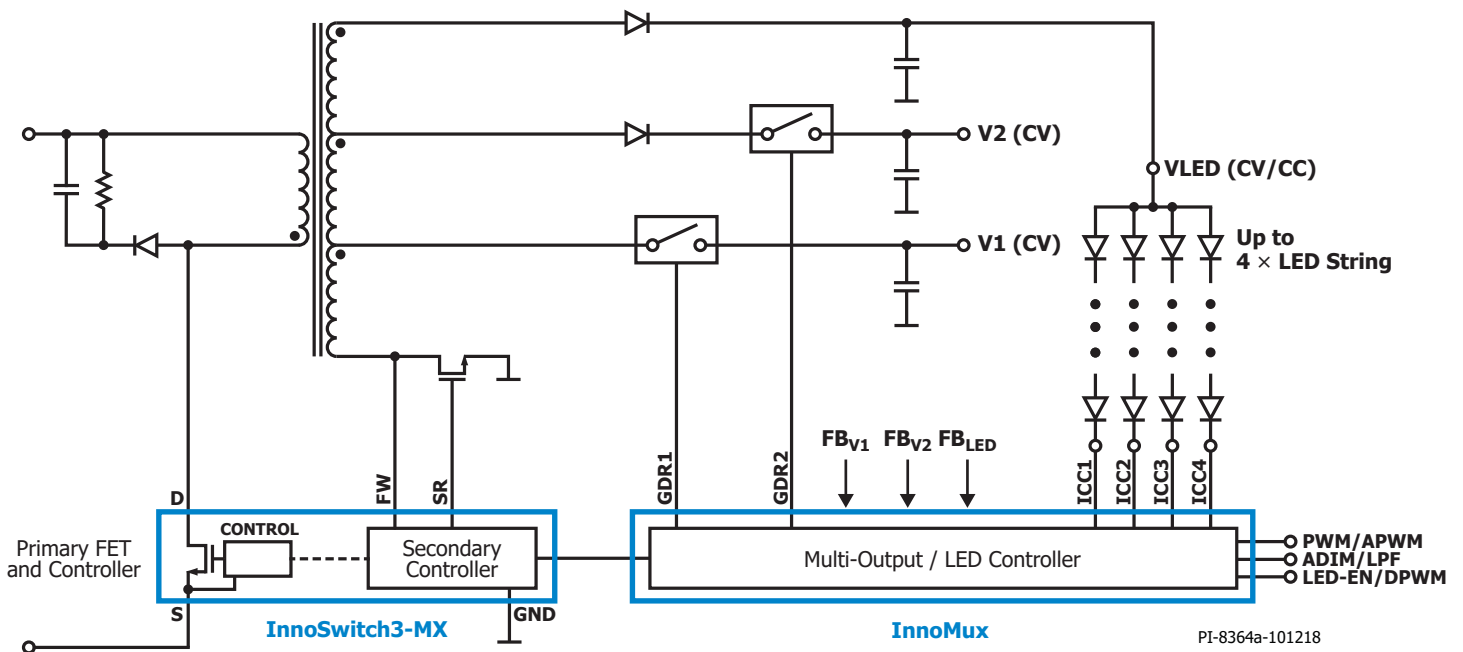 V2 (CV)
VLED (CV/CC)
V1 (CV)
Up to
4 × LED String
FBV1
FBV2
FBLED
FW
SR
GDR1
GDR2
ICC1
ICC2
ICC3
ICC4
D
CONTROL
Primary FET
and Controller
Secondary
Controller
Multi-Output / LED Controller
PWM/APWM
ADIM/LPF
LED-EN/DPWM
S
GND
InnoSwitch3-MX
InnoMux
PI-8364a-101218